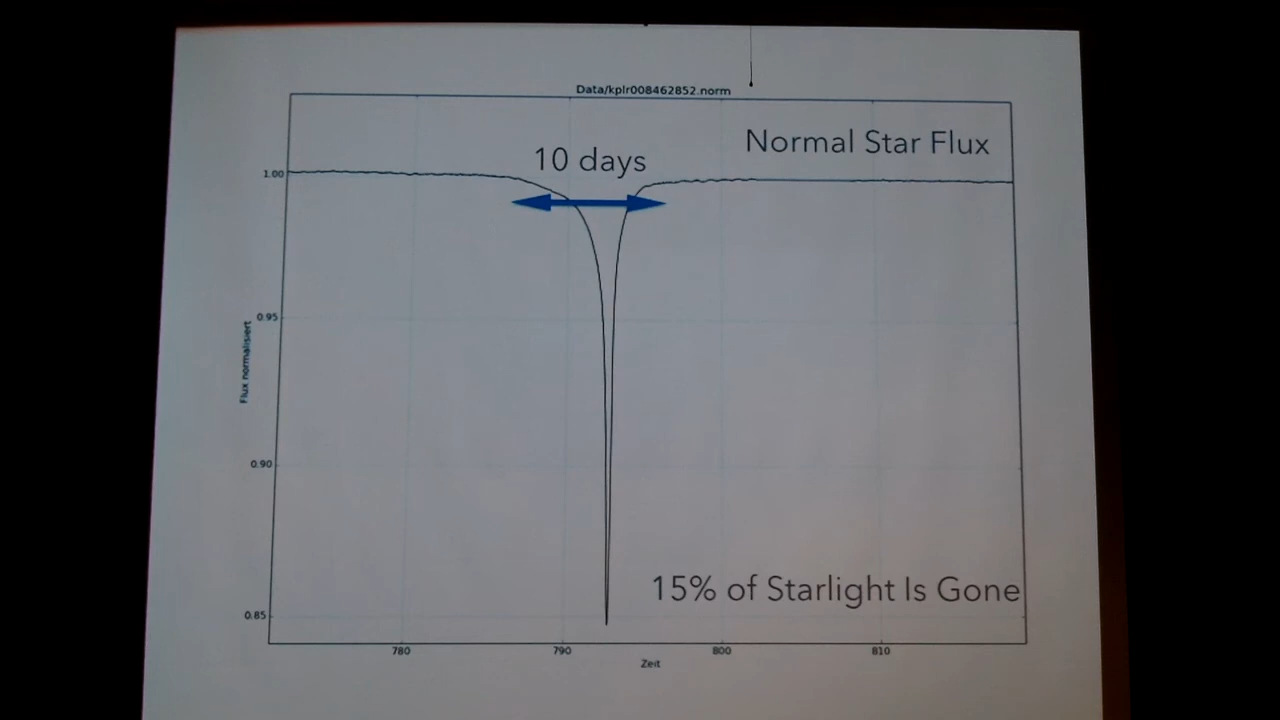 Data/kplr008462852.norm
Normal Star Flux
10 days
1.00
0.95
Flux normalisiert
0.90
15% of Starlight Is Gone
0.85
780
790
800
810
Zeit